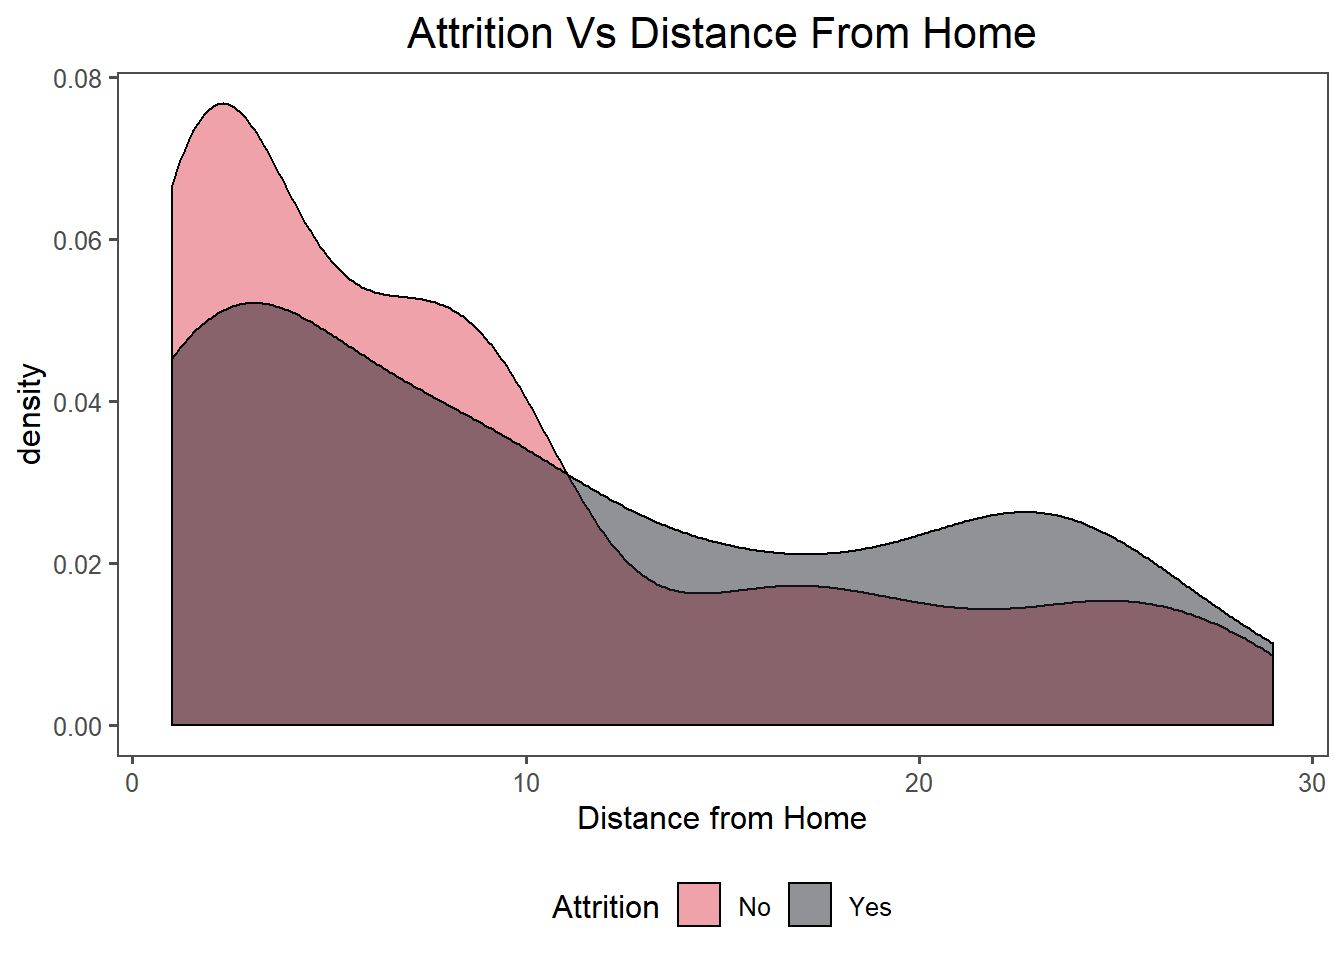 Attrition Vs Distance From Home
0.08
0.06
0.04
0.02
0.00
density
0 10 20 30
Distance from Home
Attrition No Yes